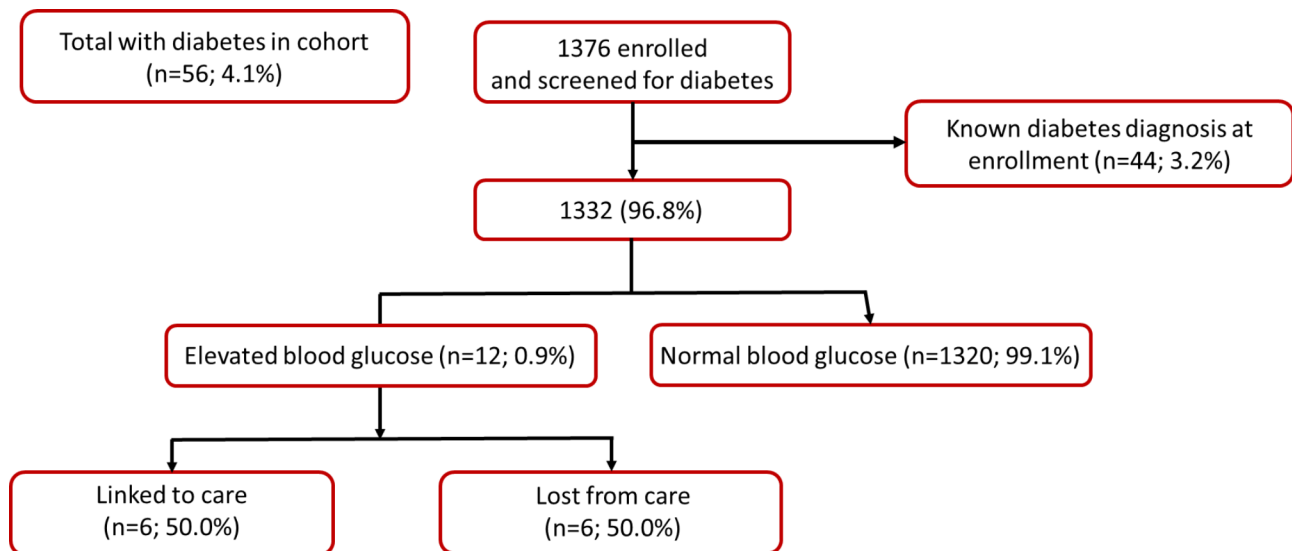 Total with diabetes in cohort
(n=56; 4.1%)
1376 enrolled
and screened for diabetes
Known diabetes diagnosis at
enrollment (n=44; 3.2%)
1332 (96.8%)
Elevated blood glucose (n=12; 0.9%)
Normal blood glucose (n=1320; 99.1%)
Linked to care
(n=6; 50.0%)
Lost from care
(n=6; 50.0%)